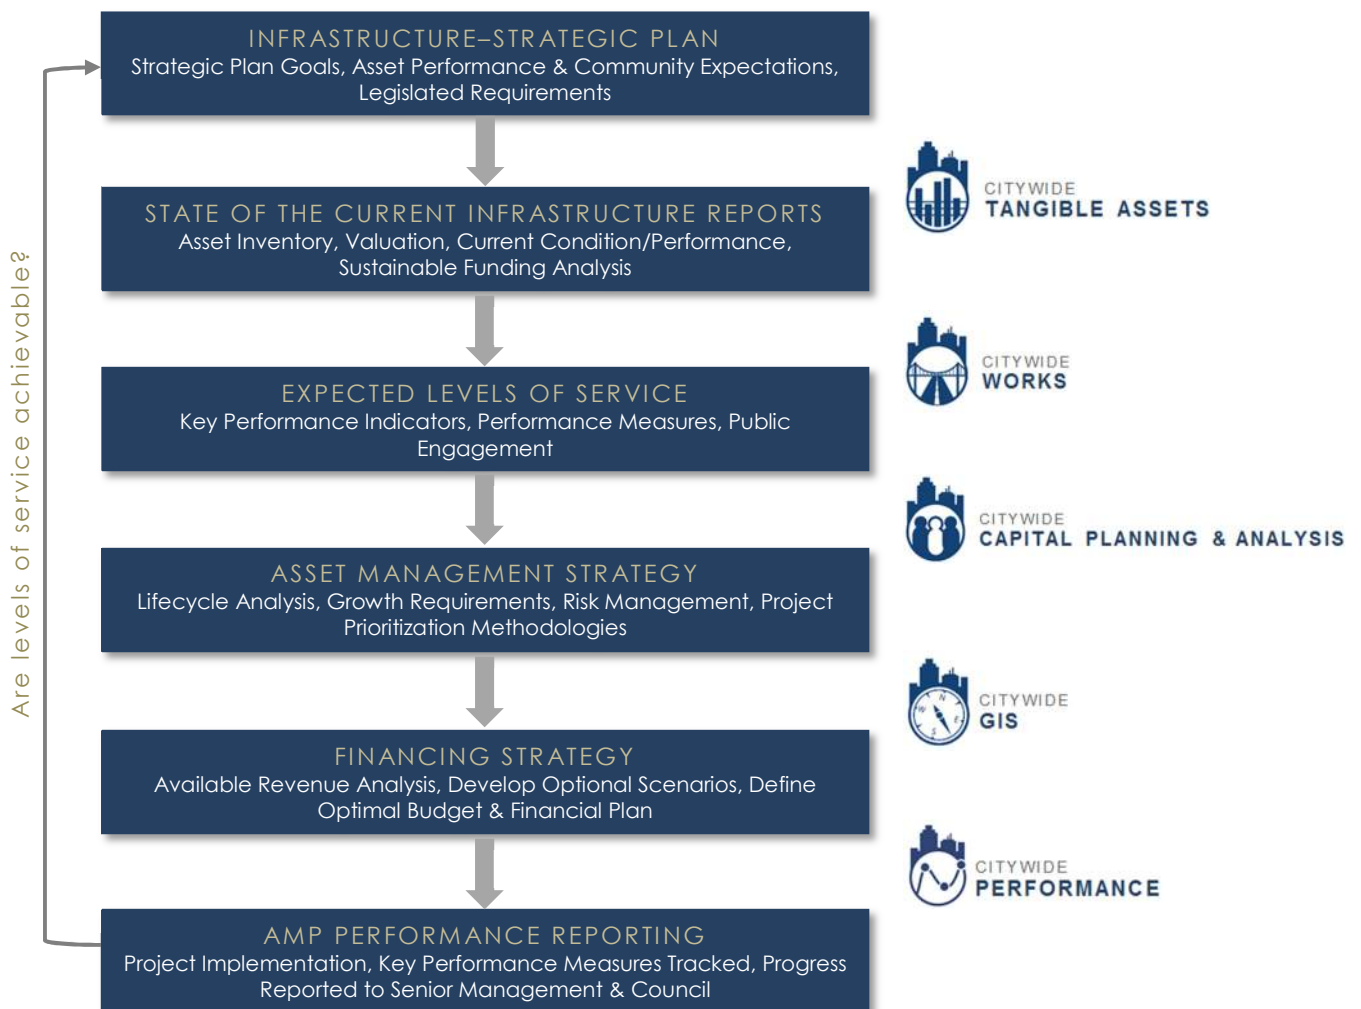 INFRASTRUCTURE–STRATEGIC PLAN
Strategic Plan Goals, Asset Performance & Community Expectations,
Legislated Requirements
STATE OF THE CURRENT INFRASTRUCTURE REPORTS
Asset Inventory, Valuation, Current Condition/Performance,
Sustainable Funding Analysis
EXPECTED LEVELS OF SERVICE
Key Performance Indicators, Performance Measures, Public
Engagement
ASSET MANAGEMENT STRATEGY
Lifecycle Analysis, Growth Requirements, Risk Management, Project
Prioritization Methodologies
FINANCING STRATEGY
Available Revenue Analysis, Develop Optional Scenarios, Define
Optimal Budget & Financial Plan
AMP PERFORMANCE REPORTING
Project Implementation, Key Performance Measures Tracked, Progress
Reported to Senior Management & Council
Are levels of service achievable?
CITYWIDE
TANGIBLE ASSETS
CITYWIDE
WORKS
CITYWIDE
CAPITAL PLANNING & ANALYSIS
N
W
E
S
CITYWIDE
GIS
CITYWIDE
PERFORMANCE